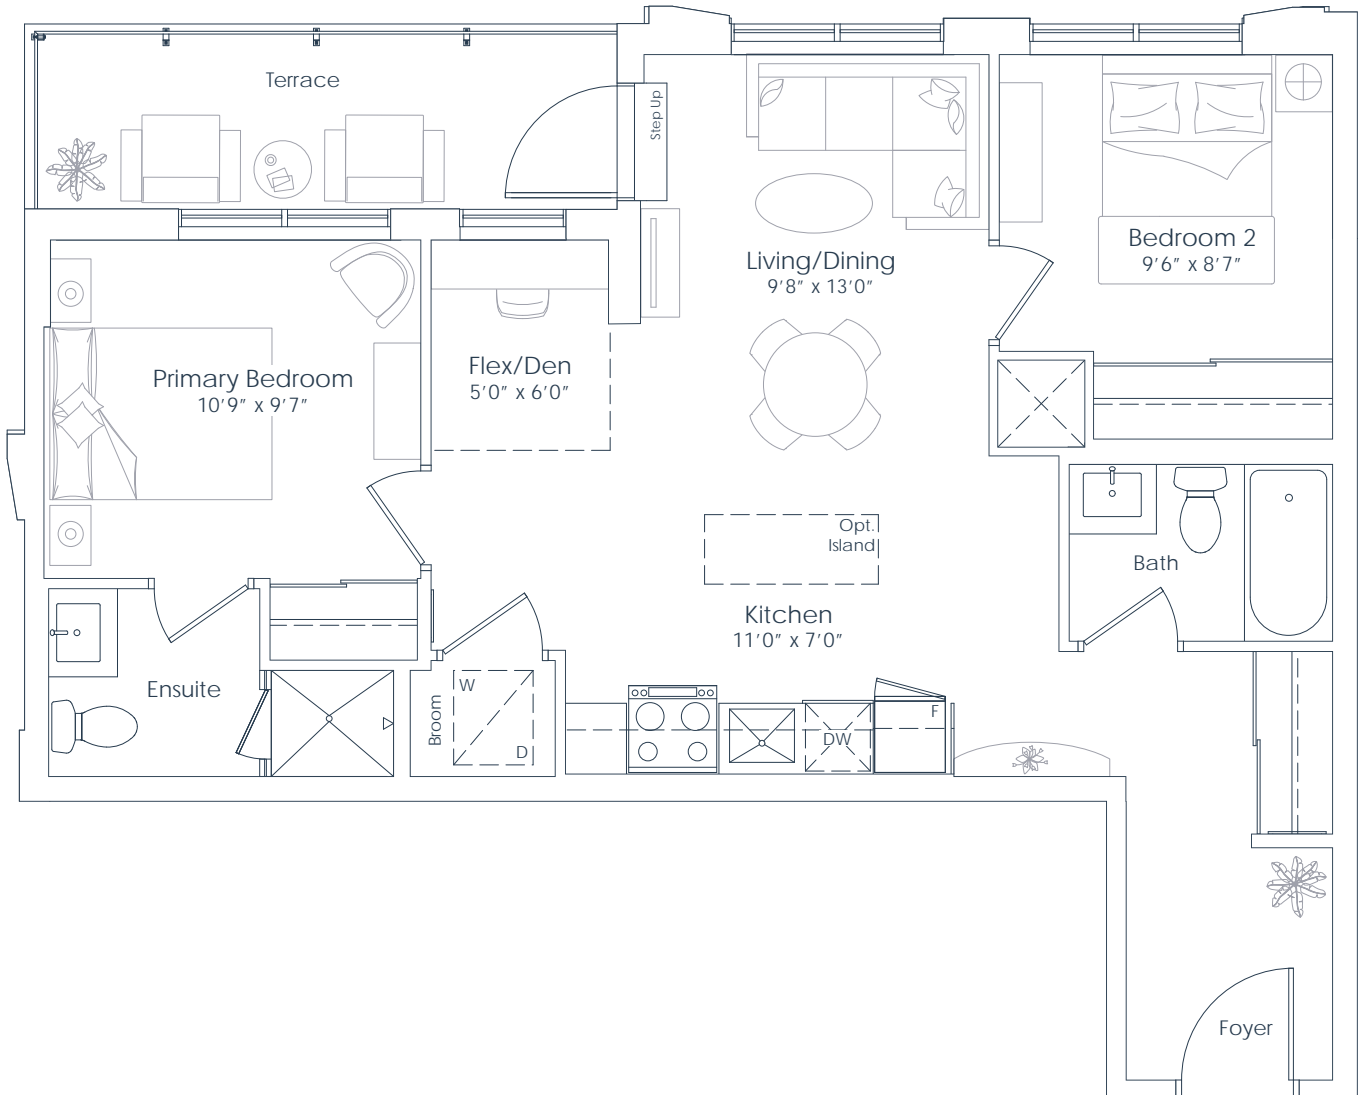 Terrace
Step Up
Living/Dining
9'8" x 13'0"
Bedroom 2
9'6" x 8'7"
Primary Bedroom
10'9" x 9'7"
Flex/Den
5'0" x 6'0"
Opt.
Island
Kitchen
11'0" x 7'0"
Bath
Ensuite
Broom
W
D
DW
F
Foyer